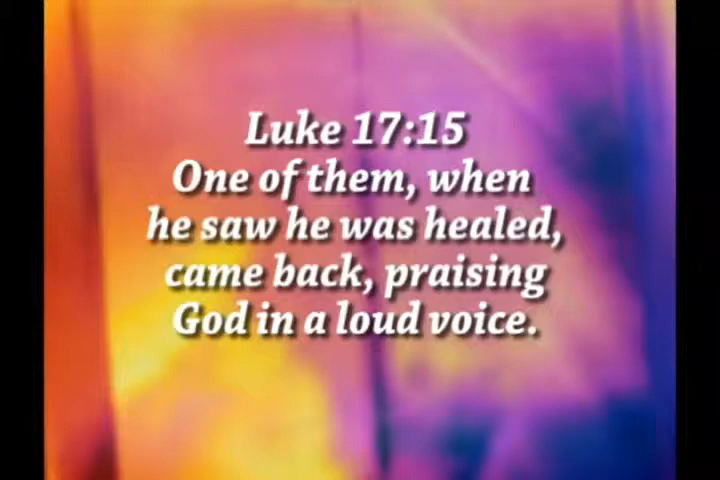 Luke 17:15
One of them, when
he saw he was healed,
came back, praising
God in a loud voice.